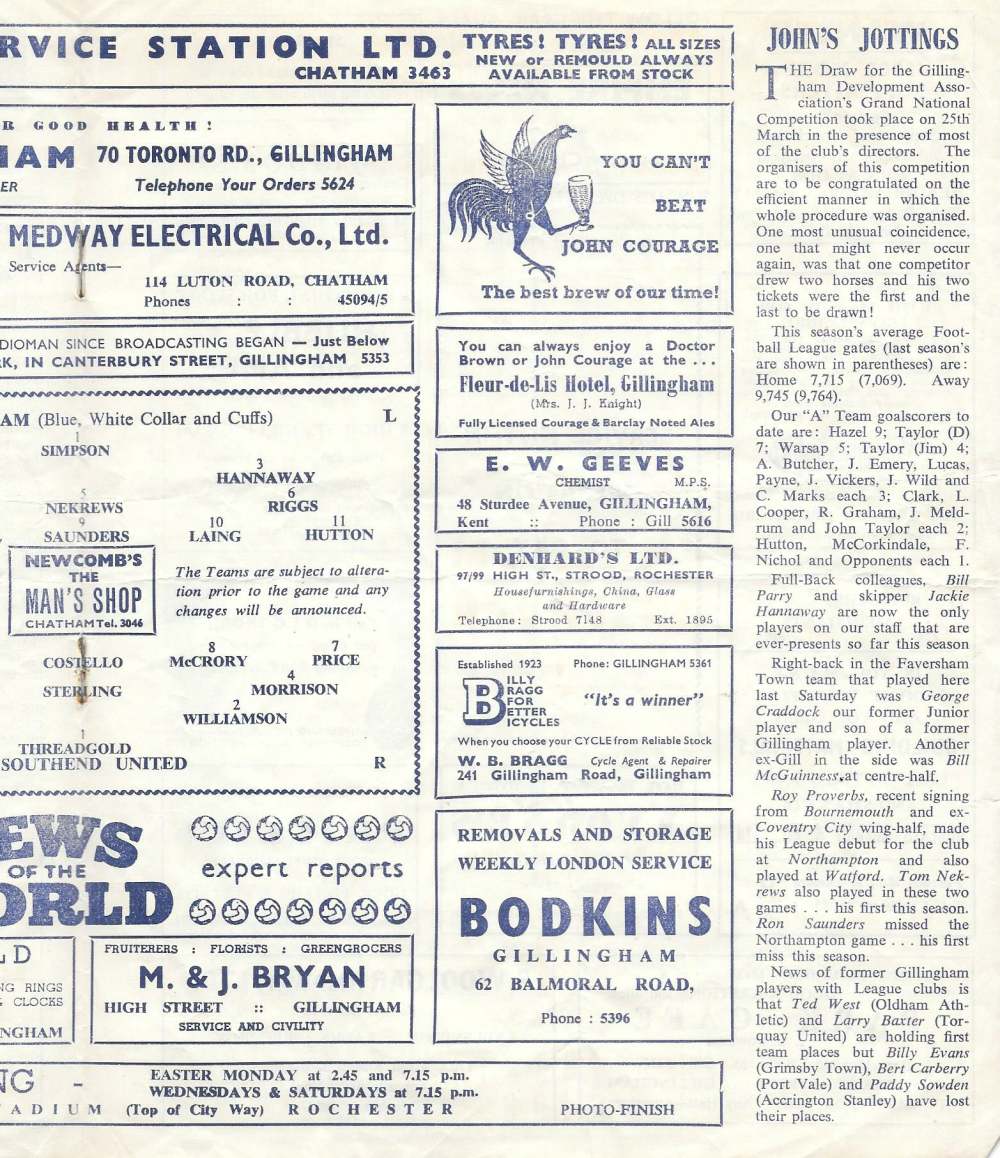 RVICE STATION LTD.
CHATHAM 3463
TYRES! TYRES! ALL SIZES
NEW or REMOULD ALWAYS
AVAILABLE FROM STOCK
R GOOD HEALTH!
AM 70 TORONTO RD., GILLINGHAM
ER Telephone Your Orders 5624
MEDWAY ELECTRICAL Co., Ltd.
Service Agents—
114 LUTON ROAD, CHATHAM
Phones : : 45094/5
DIOMAN SINCE BROADCASTING BEGAN — Just Below
RK, IN CANTERBURY STREET, GILLINGHAM 5353
AM (Blue, White Collar and Cuffs) L
1
SIMPSON
3
HANNAWAY
5 6
NEKREWS RIGGS
9 10 11
SAUNDERS LAING HUTTON
NEWCOMB'S
THE
MAN'S SHOP
CHATHAM Tel. 3046
The Teams are subject to altera-
tion prior to the game and any
changes will be announced.
8 7
COSTELLO McCRORY PRICE
4
STERLING MORRISON
2
WILLIAMSON
1
THREADGOLD
SOUTHEND UNITED R
EWS
OF THE
ORLD
expert reports
L D
NG RINGS
CLOCKS
NGHAM
FRUITERERS : FLORISTS : GREENGROCERS
M. & J. BRYAN
HIGH STREET :: GILLINGHAM
SERVICE AND CIVILITY
NG -
TADIUM
EASTER MONDAY at 2.45 and 7.15 p.m.
WEDNESDAYS & SATURDAYS at 7.15 p.m.
(Top of City Way) ROCHESTER
PHOTO-FINISH
YOU CAN'T
BEAT
JOHN COURAGE
The best brew of our time!
You can always enjoy a Doctor
Brown or John Courage at the ...
Fleur-de-Lis Hotel, Gillingham
(Mrs. J. J. Knight)
Fully Licensed Courage & Barclay Noted Ales
E. W. GEEVES
CHEMIST M.P.S.
48 Sturdee Avenue, GILLINGHAM,
Kent :: Phone : Gill 5616
DENHARD'S LTD.
97/99 HIGH ST., STROOD, ROCHESTER
Housefurnishings, China, Glass
and Hardware
Telephone: Strood 7148 Ext. 1895
Established 1923 Phone: GILLINGHAM 5361
BILLY
RAGG
FOR
ETTER
ICYCLES
"It's a winner"
When you choose your CYCLE from Reliable Stock
W. B. BRAGG Cycle Agent & Repairer
241 Gillingham Road, Gillingham
REMOVALS AND STORAGE
WEEKLY LONDON SERVICE
BODKINS
GILLINGHAM
62 BALMORAL ROAD,
Phone : 5396
JOHN'S JOTTINGS
THE Draw for the Gilling-
ham Development Asso-
ciation's Grand National
Competition took place on 25th
March in the presence of most
of the club's directors. The
organisers of this competition
are to be congratulated on the
efficient manner in which the
whole procedure was organised.
One most unusual coincidence,
one that might never occur
again, was that one competitor
drew two horses and his two
tickets were the first and the
last to be drawn!
This season's average Foot-
ball League gates (last season's
are shown in parentheses) are:
Home 7,715 (7,069). Away
9,745 (9,764).
Our "A" Team goalscorers to
date are: Hazel 9; Taylor (D)
7; Warsap 5; Taylor (Jim) 4;
A. Butcher, J. Emery, Lucas,
Payne, J. Vickers, J. Wild and
C. Marks each 3; Clark, L.
Cooper, R. Graham, J. Meld-
rum and John Taylor each 2;
Hutton, McCorkindale, F.
Nichol and Opponents each 1.
Full-Back colleagues, Bill
Parry and skipper Jackie
Hannaway are now the only
players on our staff that are
ever-presents so far this season
Right-back in the Faversham
Town team that played here
last Saturday was George
Craddock our former Junior
player and son of a former
Gillingham player. Another
ex-Gill in the side was Bill
McGuinness, at centre-half.
Roy Proverbs, recent signing
from Bournemouth and ex-
Coventry City wing-half, made
his League debut for the club
at Northampton and also
played at Watford. Tom Nek-
rews also played in these two
games . . . his first this season.
Ron Saunders missed the
Northampton game . . . his first
miss this season.
News of former Gillingham
players with League clubs is
that Ted West (Oldham Ath-
letic) and Larry Baxter (Tor-
quay United) are holding first
team places but Billy Evans
(Grimsby Town), Bert Carberry
(Port Vale) and Paddy Sowden
(Accrington Stanley) have lost
their places.